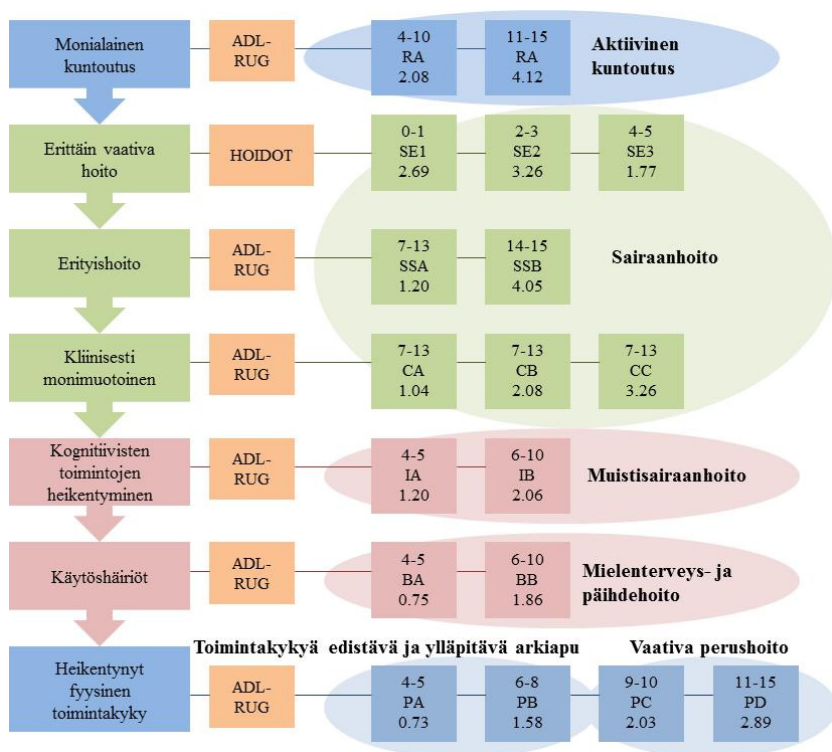 Monialainen
kuntoutus
ADL-
RUG
4-10
RA
2.08
11-15
RA
4.12
Aktiivinen
kuntoutus
Erittäin vaativa
hoito
HOIDOT
0-1
SE1
2.69
2-3
SE2
3.26
4-5
SE3
1.77
Erityishoito
ADL-
RUG
7-13
SSA
1.20
14-15
SSB
4.05
Sairaanhoito
Kliinisesti
monimuotoinen
ADL-
RUG
7-13
CA
1.04
7-13
CB
2.08
7-13
CC
3.26
Kognitiivisten
toimintojen
heikentyminen
ADL-
RUG
4-5
IA
1.20
6-10
IB
2.06
Muistisairaanhoito
Käytöshäiriöt
ADL-
RUG
4-5
BA
0.75
6-10
BB
1.86
Mielenterveys- ja
päihdehoito
Toimintakykyä edistävä ja ylläpitävä arkiapu
Vaativa perushoito
Heikentynyt
fyysinen
toimintakyky
ADL-
RUG
4-5
PA
0.73
6-8
PB
1.58
9-10
PC
2.03
11-15
PD
2.89